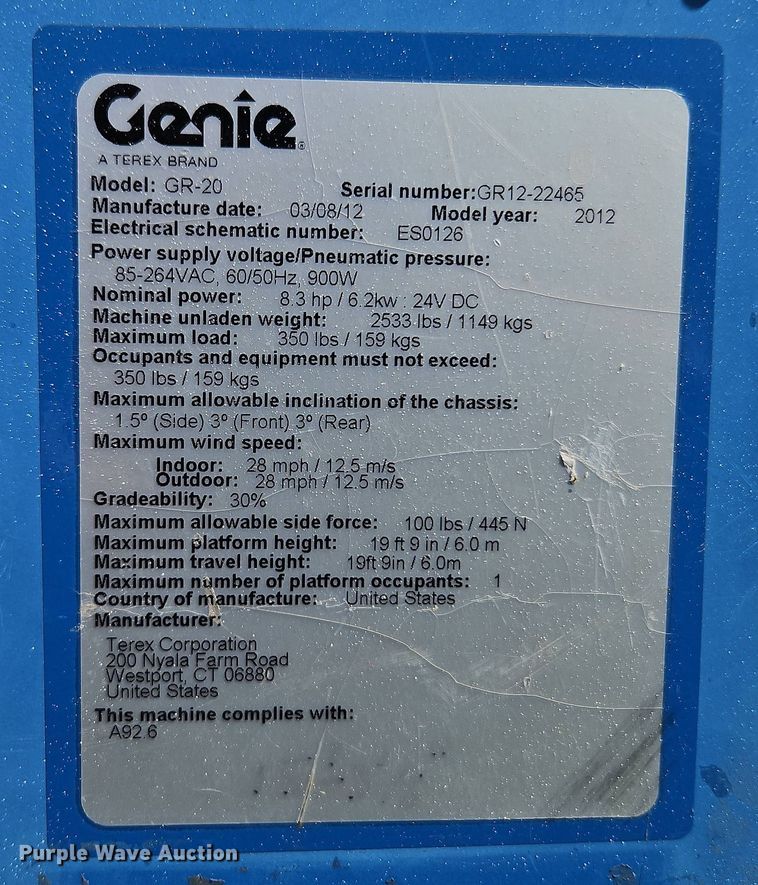 Genie®
A TEREX BRAND
Model: GR-20 Serial number:GR12-22465
Manufacture date: 03/08/12 Model year: 2012
Electrical schematic number: ES0126
Power supply voltage/Pneumatic pressure:
85-264VAC, 60/50Hz, 900W
Nominal power: 8.3 hp / 6.2kw : 24V DC
Machine unladen weight: 2533 lbs / 1149 kgs
Maximum load: 350 lbs / 159 kgs
Occupants and equipment must not exceed:
350 lbs / 159 kgs
Maximum allowable inclination of the chassis:
1.5º (Side) 3º (Front) 3º (Rear)
Maximum wind speed:
Indoor: 28 mph / 12.5 m/s
Outdoor: 28 mph / 12.5 m/s
Gradeability: 30%
Maximum allowable side force: 100 lbs / 445 N
Maximum platform height: 19 ft 9 in / 6.0 m
Maximum travel height: 19ft 9in / 6.0m
Maximum number of platform occupants: 1
Country of manufacture: United States
Manufacturer:
Terex Corporation
200 Nyala Farm Road
Westport, CT 06880
United States
This machine complies with:
A92.6
Purple Wave Auction